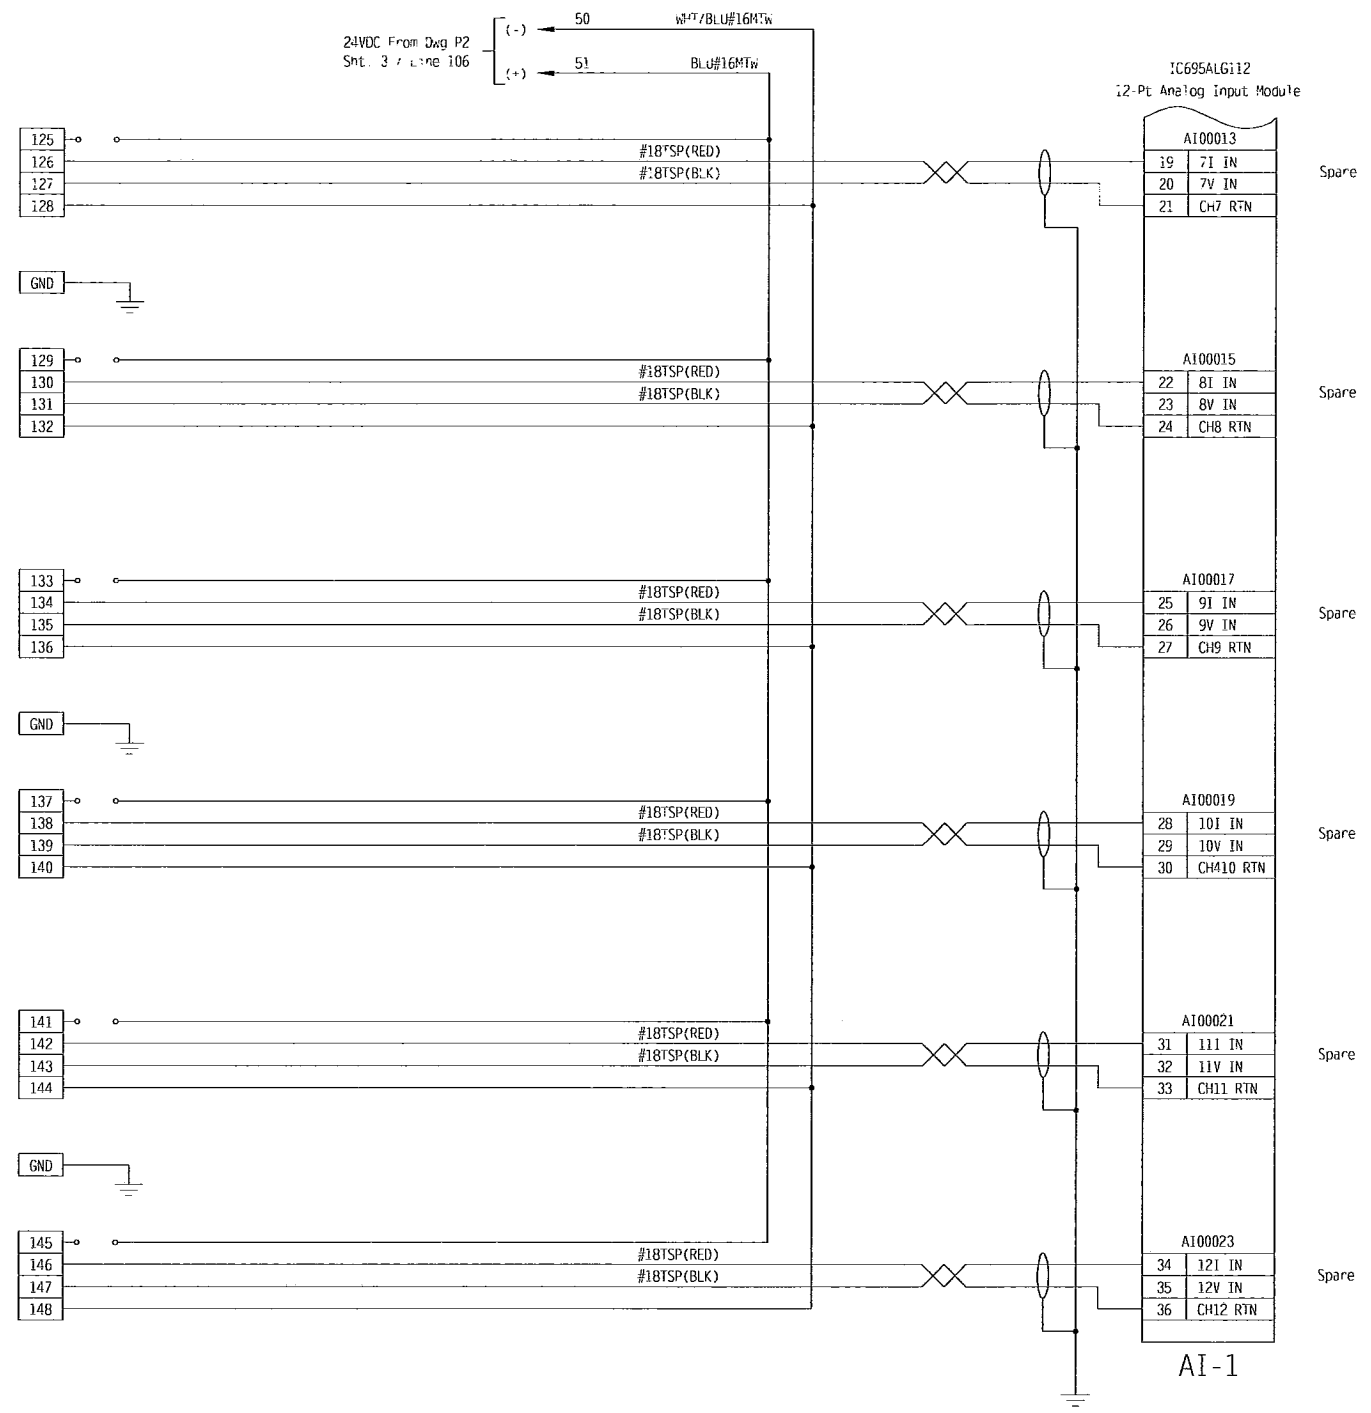 50 WHT/BLU#16MTW
24VDC From Dwg P2 (-)
Sht. 3 / Line 106
51 BLU#16MTW
(+)
IC695ALG112
12-Pt Analog Input Module
125 AI00013
126 #18TSP(RED) 19 7I IN
127 #18TSP(BLK) 20 7V IN Spare
128 21 CH7 RTN
GND
129 AI00015
130 #18TSP(RED) 22 8I IN
131 #18TSP(BLK) 23 8V IN Spare
132 24 CH8 RTN
133 AI00017
134 #18TSP(RED) 25 9I IN
135 #18TSP(BLK) 26 9V IN Spare
136 27 CH9 RTN
GND
137 AI00019
138 #18TSP(RED) 28 10I IN
139 #18TSP(BLK) 29 10V IN Spare
140 30 CH410 RTN
141 AI00021
142 #18TSP(RED) 31 11I IN
143 #18TSP(BLK) 32 11V IN Spare
144 33 CH11 RTN
GND
145 AI00023
146 #18TSP(RED) 34 12I IN
147 #18TSP(BLK) 35 12V IN Spare
148 36 CH12 RTN
AI-1